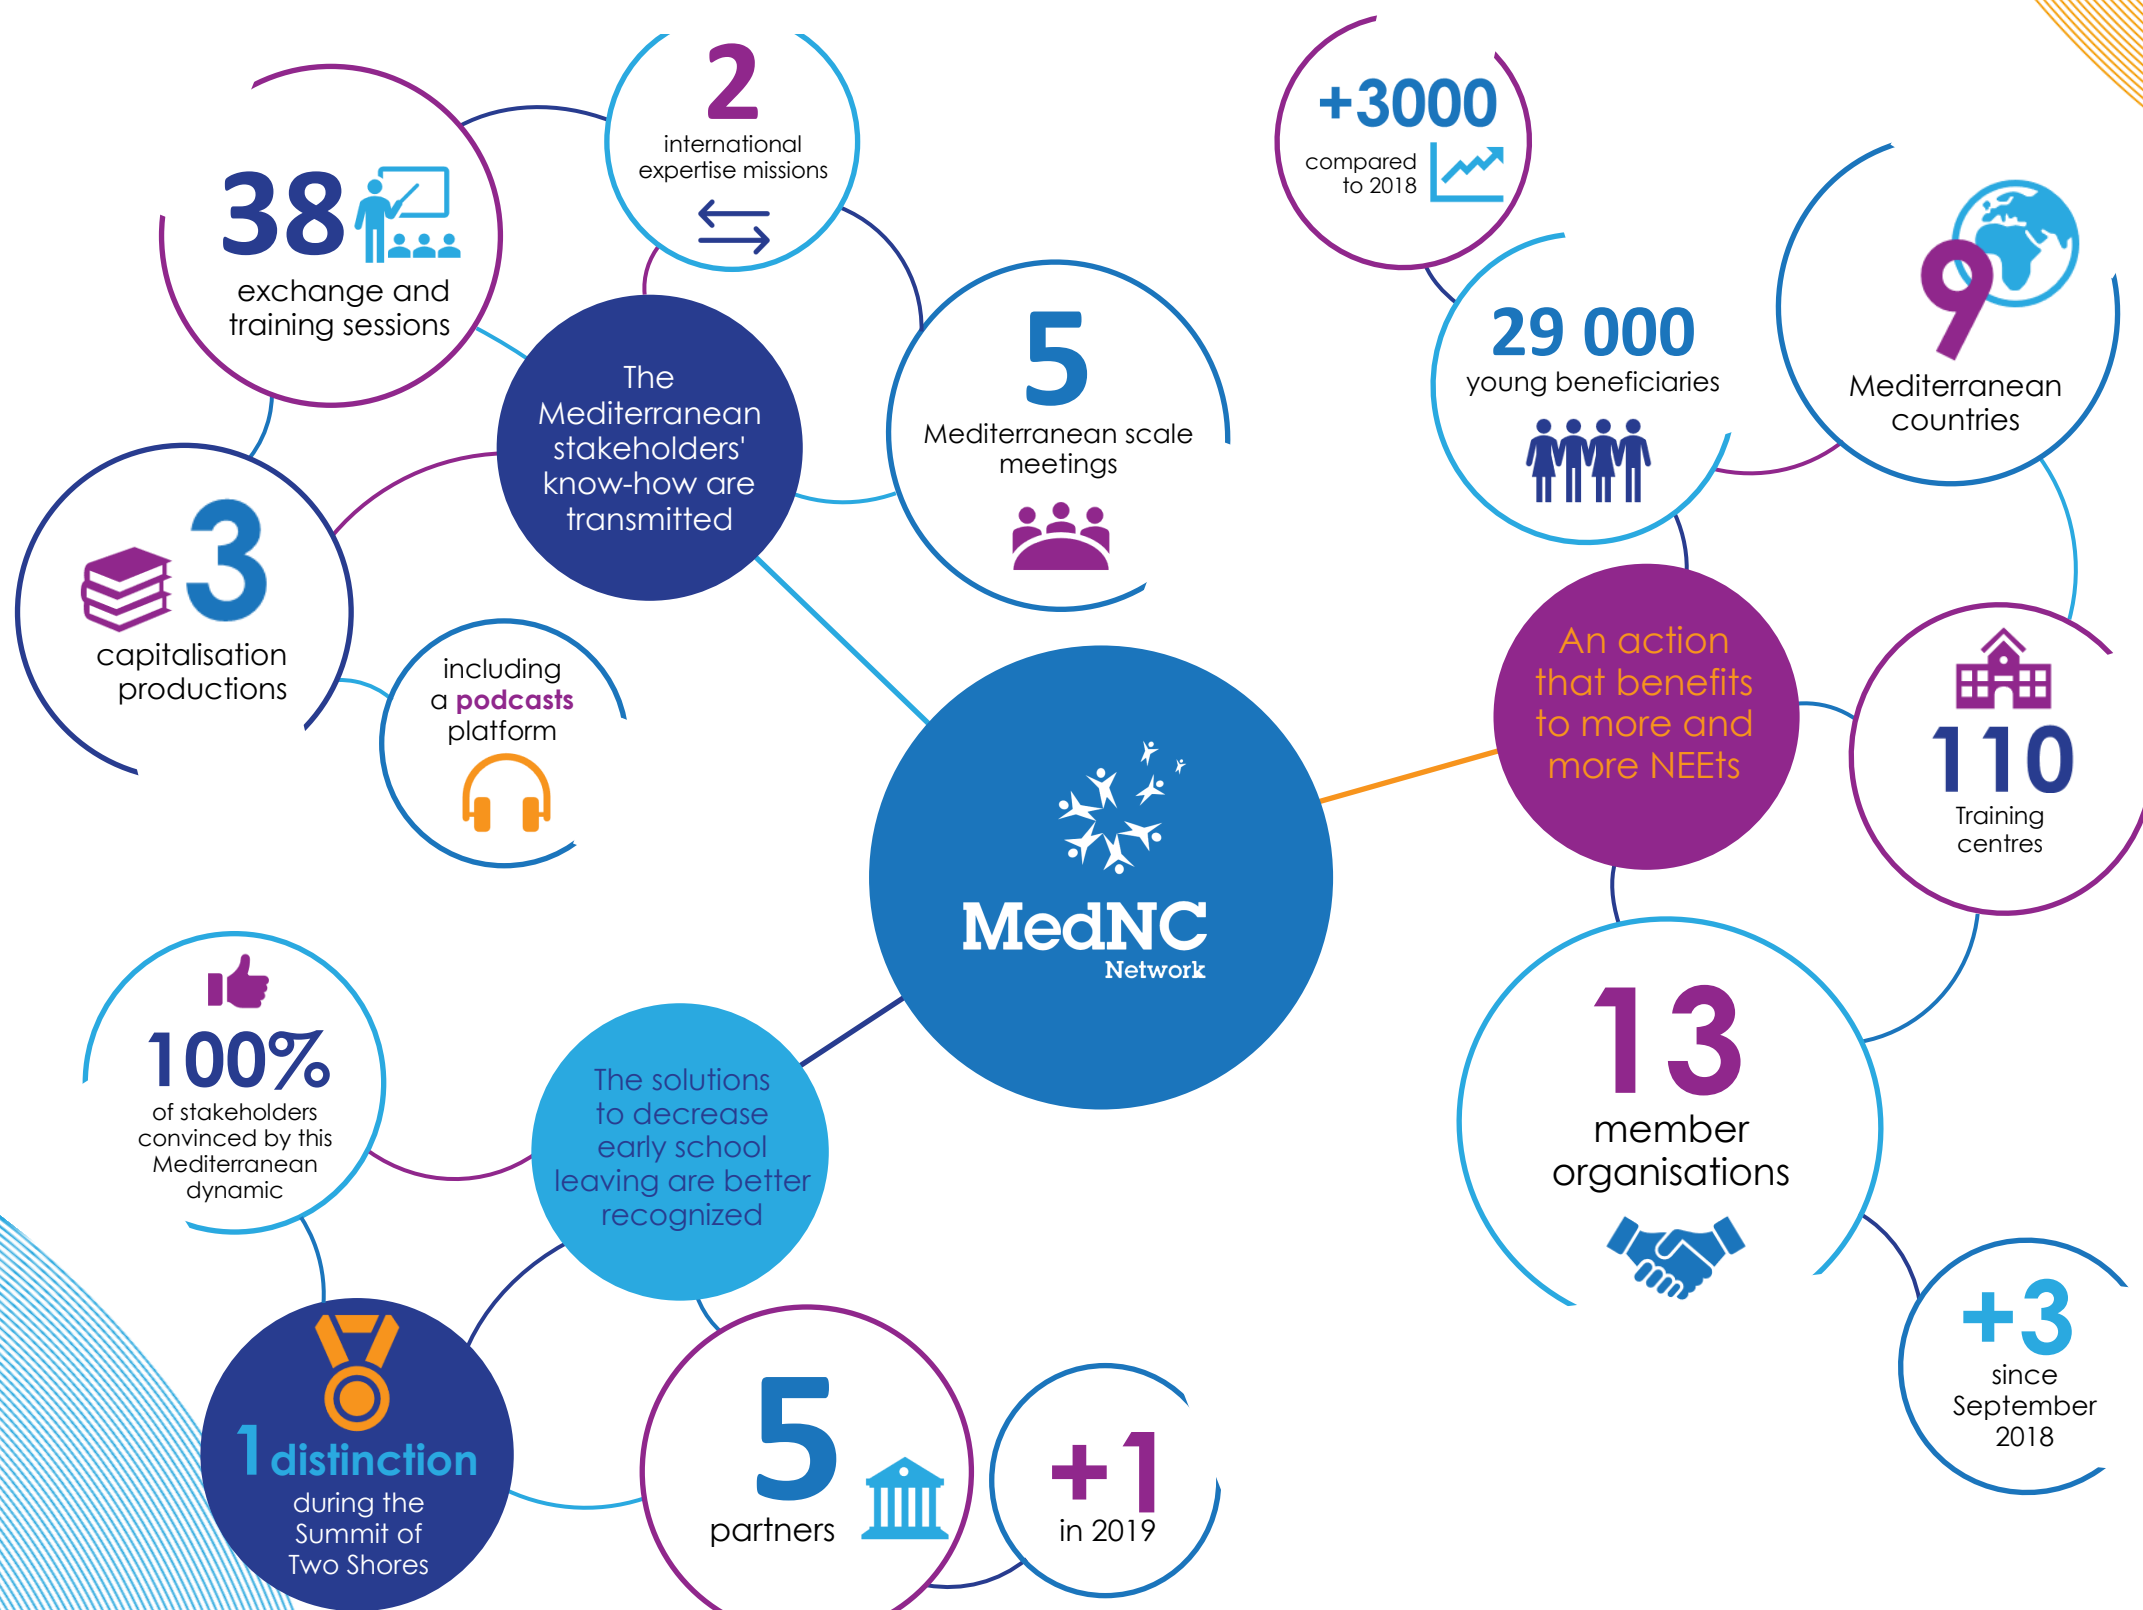 38
exchange and
training sessions
2
international
expertise missions
5
Mediterranean scale
meetings
The
Mediterranean
stakeholders'
know-how are
transmitted
3
capitalisation
productions
including
a podcasts
platform
+3000
compared
to 2018
29 000
young beneficiaries
9
Mediterranean
countries
An action
that benefits
to more and
more NEEts
110
Training
centres
13
member
organisations
+3
since
September
2018
MedNC
Network
The solutions
to decrease
early school
leaving are better
recognized
100%
of stakeholders
convinced by this
Mediterranean
dynamic
1 distinction
during the
Summit of
Two Shores
5
partners
+1
in 2019